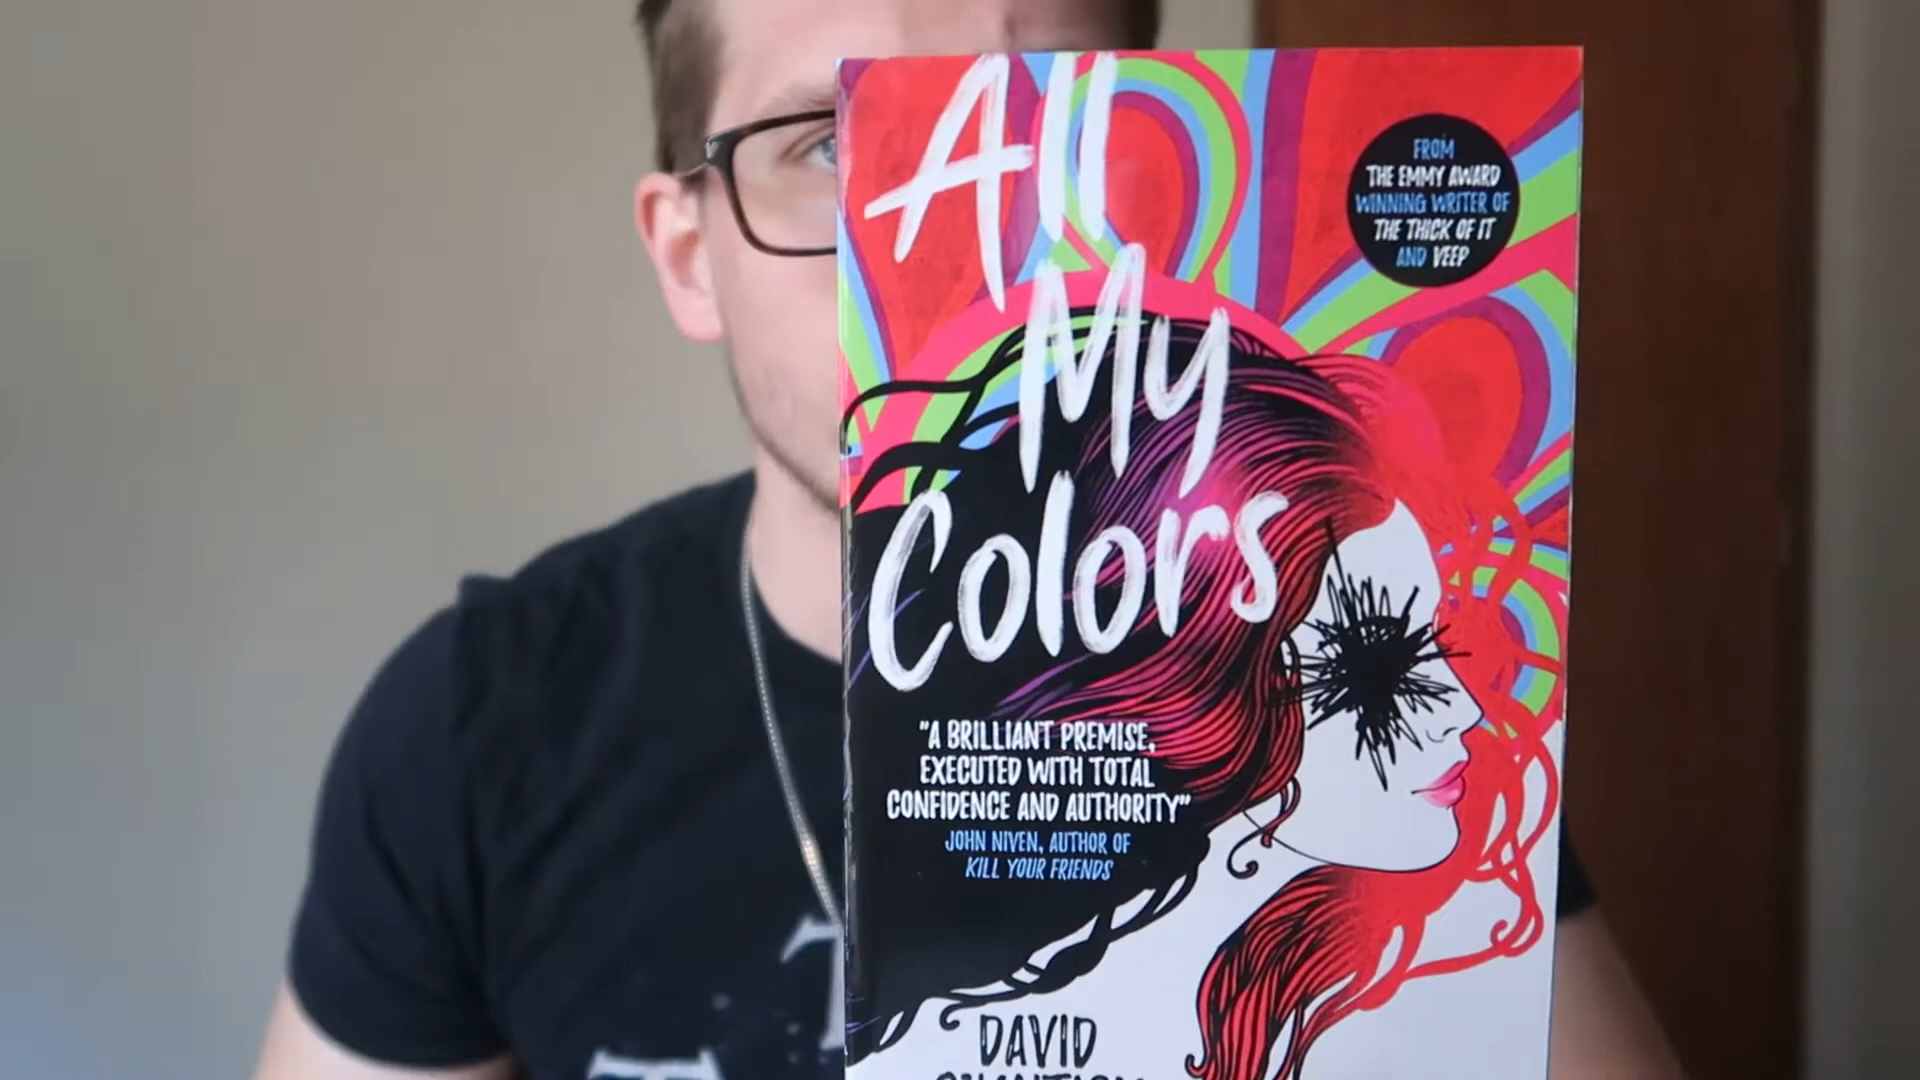 All
My
Colors
FROM
THE EMMY AWARD
WINNING WRITER OF
THE THICK OF IT
AND VEEP
"A BRILLIANT PREMISE,
EXECUTED WITH TOTAL
CONFIDENCE AND AUTHORITY"
JOHN NIVEN, AUTHOR OF
KILL YOUR FRIENDS
DAVID